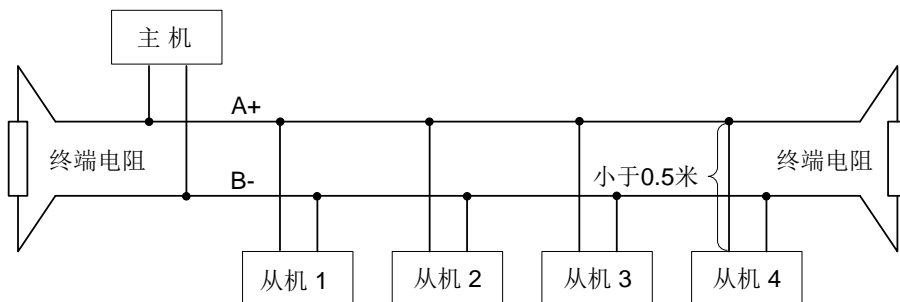 主 机
A+
终端电阻
B-
小于0.5米
终端电阻
从机 1
从机 2
从机 3
从机 4